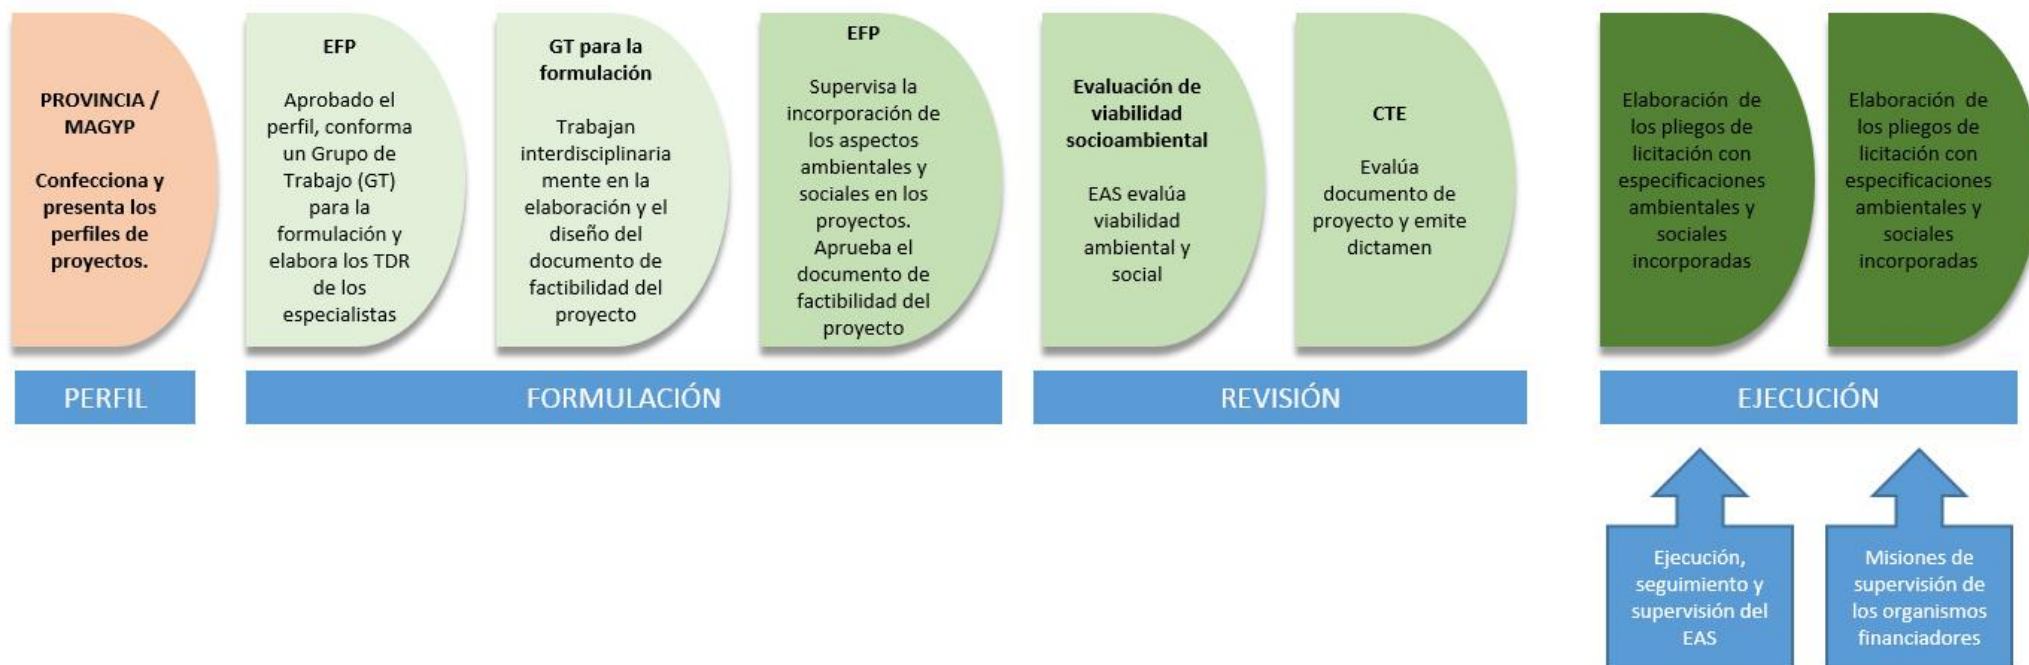 PROVINCIA /
MAGYP
Confecciona y
presenta los
perfiles de
proyectos.
EFP
Aprobado el
perfil, conforma
un Grupo de
Trabajo (GT)
para la
formulación y
elabora los TDR
de los
especialistas
GT para la
formulación
Trabajan
interdisciplinaria
mente en la
elaboración y el
diseño del
documento de
factibilidad del
proyecto
EFP
Supervisa la
incorporación de
los aspectos
ambientales y
sociales en los
proyectos.
Aprueba el
documento de
factibilidad del
proyecto
Evaluación de
viabilidad
socioambiental
EAS evalúa
viabilidad
ambiental y
social
CTE
Evalúa
documento de
proyecto y emite
dictamen
Elaboración de
los pliegos de
licitación con
especificaciones
ambientales y
sociales
incorporadas
Elaboración de
los pliegos de
licitación con
especificaciones
ambientales y
sociales
incorporadas
PERFIL
FORMULACIÓN
REVISIÓN
EJECUCIÓN
Ejecución,
seguimiento y
supervisión del
EAS
Misiones de
supervisión de
los organismos
financiadores